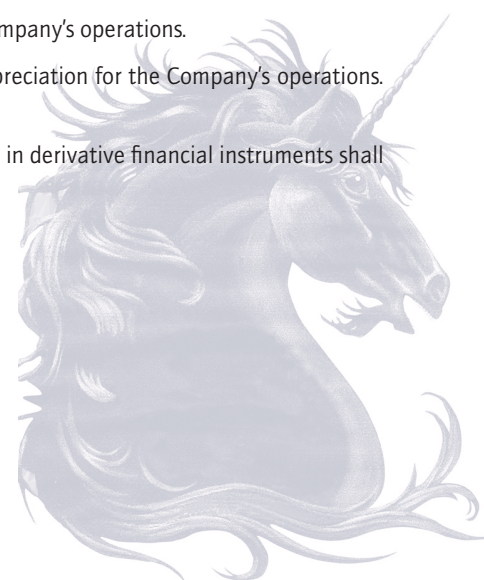 mpany's operations.
preciation for the Company's operations.
in derivative financial instruments shall